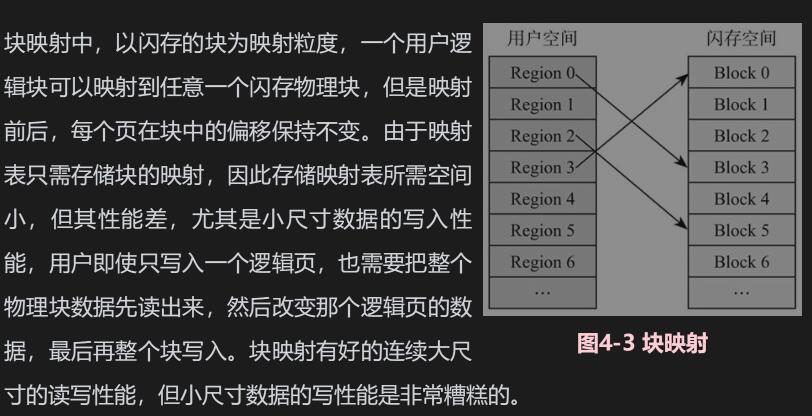 块映射中，以闪存的块为映射粒度，一个用户逻
辑块可以映射到任意一个闪存物理块，但是映射
前后，每个页在块中的偏移保持不变。由于映射
表只需存储块的映射，因此存储映射表所需空间
小，但其性能差，尤其是小尺寸数据的写入性
能，用户即使只写入一个逻辑页，也需要把整个
物理块数据先读出来，然后改变那个逻辑页的数
据，最后再整个块写入。块映射有好的连续大尺
寸的读写性能，但小尺寸数据的写性能是非常糟糕的。
用户空间
Region 0
Region 1
Region 2
Region 3
Region 4
Region 5
Region 6
…
闪存空间
Block 0
Block 1
Block 2
Block 3
Block 4
Block 5
Block 6
…
图4-3 块映射